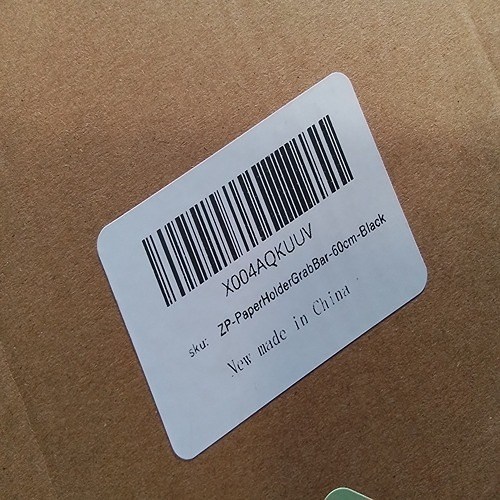 X004AQKUUV
sku: ZP-PaperHolderGrabBar-60cm-Black
New made in China